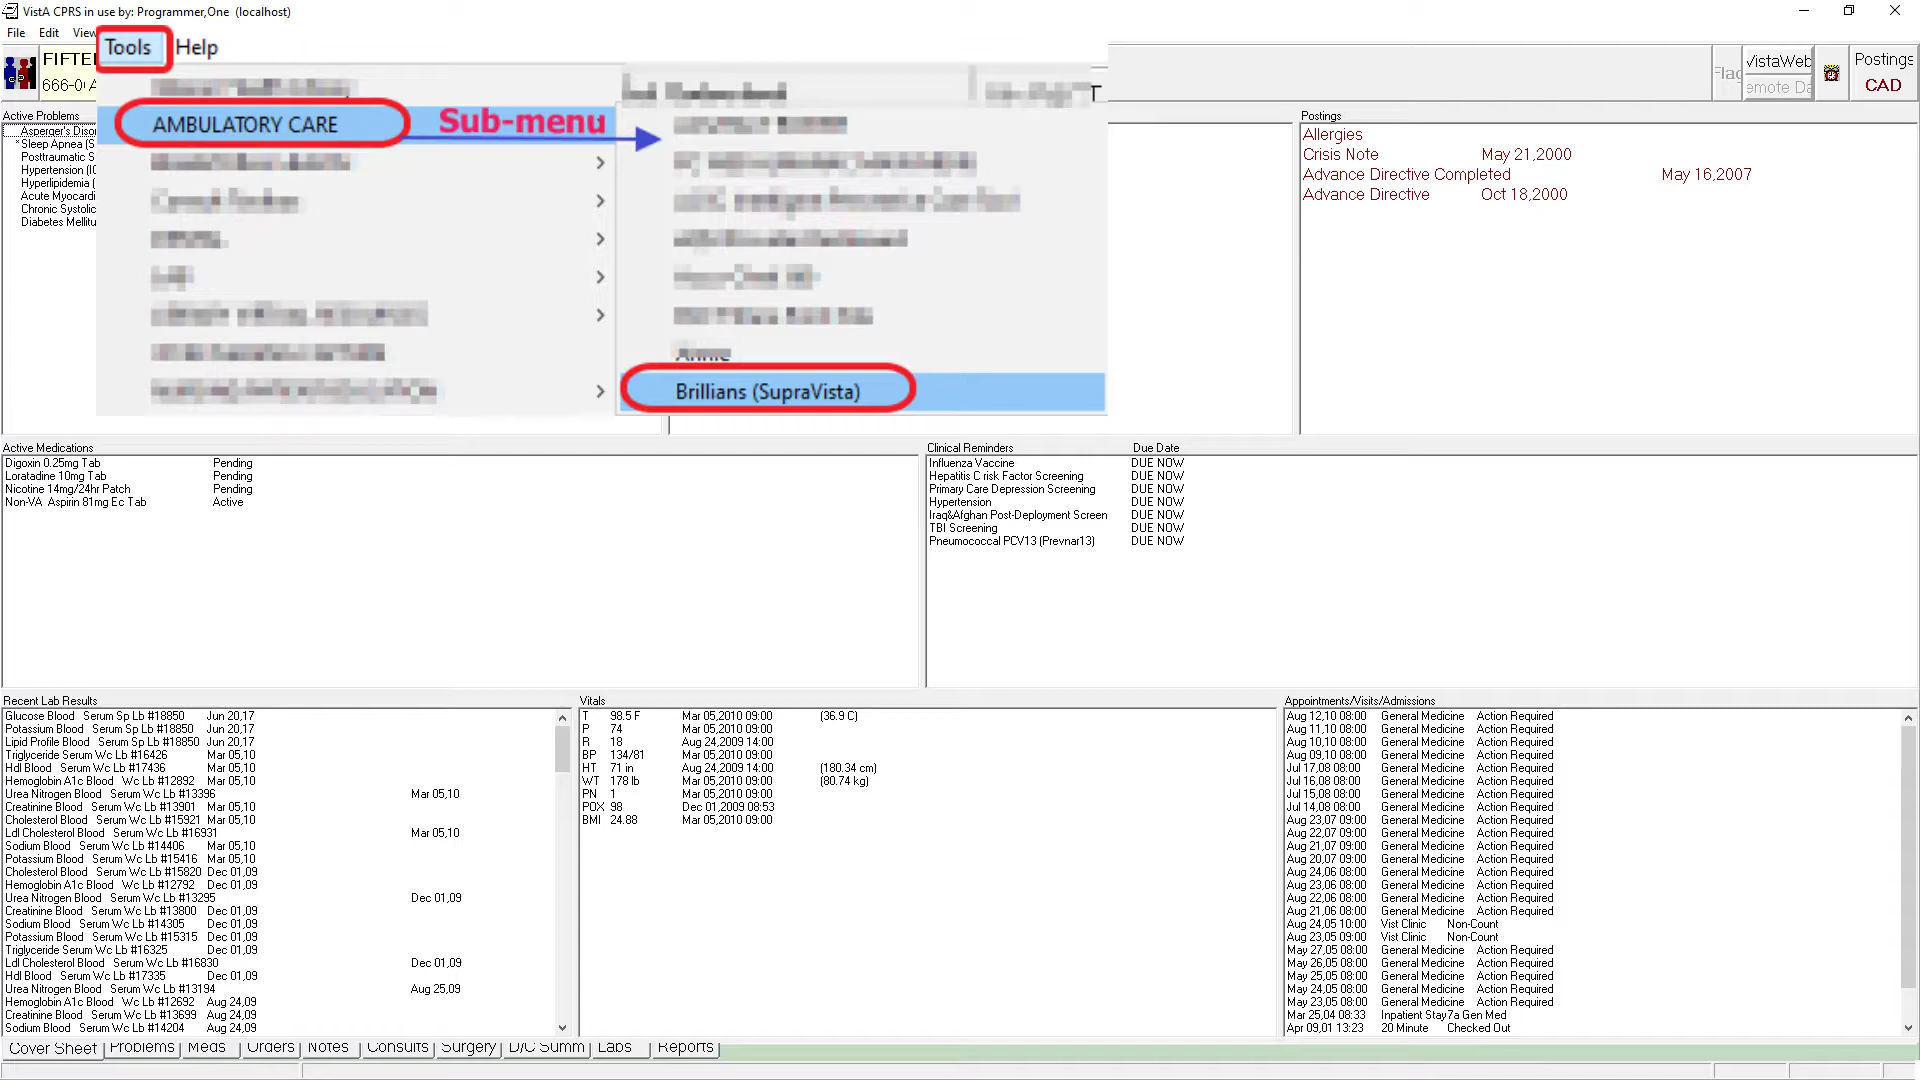 VistA CPRS in use by: Programmer,One (localhost)
File Edit View
Tools Help
FIFTEE
666-0
AMBULATORY CARE
Sub-menu
Brillians (SupraVista)
Flag
VistaWeb
emote Da
Postings
CAD
Active Problems
Asperger's Disor
*Sleep Apnea (S
Posttraumatic S
Hypertension (IC
Hyperlipidemia (
Acute Myocardi
Chronic Systolic
Diabetes Mellitu
Postings
Allergies
Crisis Note May 21,2000
Advance Directive Completed May 16,2007
Advance Directive Oct 18,2000
Active Medications
Digoxin 0.25mg Tab Pending
Loratadine 10mg Tab Pending
Nicotine 14mg/24hr Patch Pending
Non-VA Aspirin 81mg Ec Tab Active
Clinical Reminders Due Date
Influenza Vaccine DUE NOW
Hepatitis C risk Factor Screening DUE NOW
Primary Care Depression Screening DUE NOW
Hypertension DUE NOW
Iraq&Afghan Post-Deployment Screen DUE NOW
TBI Screening DUE NOW
Pneumococcal PCV13 (Prevnar13) DUE NOW
Recent Lab Results
Glucose Blood Serum Sp Lb #18850 Jun 20,17
Potassium Blood Serum Sp Lb #18850 Jun 20,17
Lipid Profile Blood Serum Sp Lb #18850 Jun 20,17
Triglyceride Serum Wc Lb #16426 Mar 05,10
Hdl Blood Serum Wc Lb #17436 Mar 05,10
Hemoglobin A1c Blood Wc Lb #12892 Mar 05,10
Urea Nitrogen Blood Serum Wc Lb #13396 Mar 05,10
Creatinine Blood Serum Wc Lb #13901 Mar 05,10
Cholesterol Blood Serum Wc Lb #15921 Mar 05,10
Ldl Cholesterol Blood Serum Wc Lb #16931 Mar 05,10
Sodium Blood Serum Wc Lb #14406 Mar 05,10
Potassium Blood Serum Wc Lb #15416 Mar 05,10
Cholesterol Blood Serum Wc Lb #15820 Dec 01,09
Hemoglobin A1c Blood Wc Lb #12792 Dec 01,09
Urea Nitrogen Blood Serum Wc Lb #13295 Dec 01,09
Creatinine Blood Serum Wc Lb #13800 Dec 01,09
Sodium Blood Serum Wc Lb #14305 Dec 01,09
Potassium Blood Serum Wc Lb #15315 Dec 01,09
Triglyceride Serum Wc Lb #16325 Dec 01,09
Ldl Cholesterol Blood Serum Wc Lb #16830 Dec 01,09
Hdl Blood Serum Wc Lb #17335 Dec 01,09
Urea Nitrogen Blood Serum Wc Lb #13194 Aug 25,09
Hemoglobin A1c Blood Wc Lb #12692 Aug 24,09
Creatinine Blood Serum Wc Lb #13699 Aug 24,09
Sodium Blood Serum Wc Lb #14204 Aug 24,09
Vitals
T 98.5 F Mar 05,2010 09:00 (36.9 C)
P 74 Mar 05,2010 09:00
R 18 Aug 24,2009 14:00
BP 134/81 Mar 05,2010 09:00
HT 71 in Aug 24,2009 14:00 (180.34 cm)
WT 178 lb Mar 05,2010 09:00 (80.74 kg)
PN 1 Mar 05,2010 09:00
POX 98 Dec 01,2009 08:53
BMI 24.88 Mar 05,2010 09:00
Appointments/Visits/Admissions
Aug 12,10 08:00 General Medicine Action Required
Aug 11,10 08:00 General Medicine Action Required
Aug 10,10 08:00 General Medicine Action Required
Aug 09,10 08:00 General Medicine Action Required
Jul 17,08 08:00 General Medicine Action Required
Jul 16,08 08:00 General Medicine Action Required
Jul 15,08 08:00 General Medicine Action Required
Jul 14,08 08:00 General Medicine Action Required
Aug 23,07 09:00 General Medicine Action Required
Aug 22,07 09:00 General Medicine Action Required
Aug 21,07 09:00 General Medicine Action Required
Aug 20,07 09:00 General Medicine Action Required
Aug 24,06 08:00 General Medicine Action Required
Aug 23,06 08:00 General Medicine Action Required
Aug 22,06 08:00 General Medicine Action Required
Aug 21,06 08:00 General Medicine Action Required
Aug 24,05 10:00 Vist Clinic Non-Count
Aug 23,05 09:00 Vist Clinic Non-Count
May 27,05 08:00 General Medicine Action Required
May 26,05 08:00 General Medicine Action Required
May 25,05 08:00 General Medicine Action Required
May 24,05 08:00 General Medicine Action Required
May 23,05 08:00 General Medicine Action Required
Mar 25,04 08:33 Inpatient Stay 7a Gen Med
Apr 09,01 13:23 20 Minute Checked Out
Cover Sheet Problems Meds Orders Notes Consults Surgery D/C Summ Labs Reports